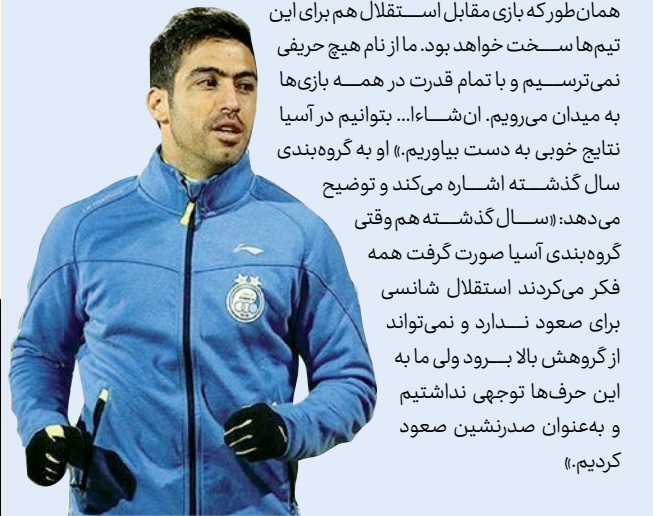 همان‌طور که بازی مقابل استقلال هم برای این
تیم‌ها سخت خواهد بود. ما از نام هیچ حریفی
نمی‌ترسیم و با تمام قدرت در همه بازی‌ها
به میدان می‌رویم. ان‌شاءا... بتوانیم در آسیا
نتایج خوبی به دست بیاوریم.» او به گروه‌بندی
سال گذشته اشاره می‌کند و توضیح
می‌دهد: «سال گذشته هم وقتی
گروه‌بندی آسیا صورت گرفت همه
فکر می‌کردند استقلال شانسی
برای صعود ندارد و نمی‌تواند
از گروهش بالا برود ولی ما به
این حرف‌ها توجهی نداشتیم
و به‌عنوان صدرنشین صعود
کردیم.»